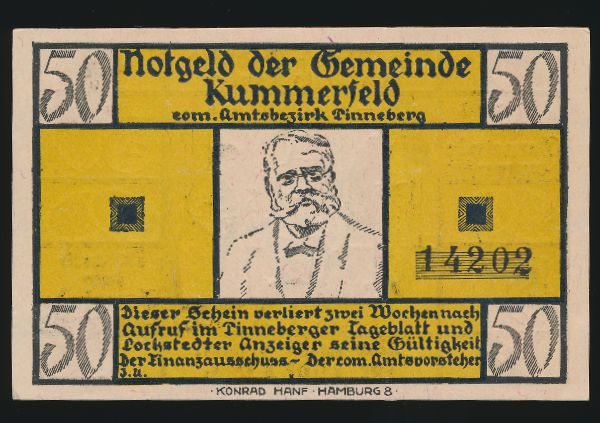 50 50
Notgeld der Gemeinde
Kummerfeld
com. Amtsbezirk Pinneberg
14202
50 50
Dieser Schein verliert zwei Wochen nach
Aufruf im Pinneberger Tageblatt und
Lockstedter Anzeiger seine Gültigkeit
Der Finanzausschuss - Der com. Amtsvorsteher
J.U.
· KONRAD HANF · HAMBURG 8 ·